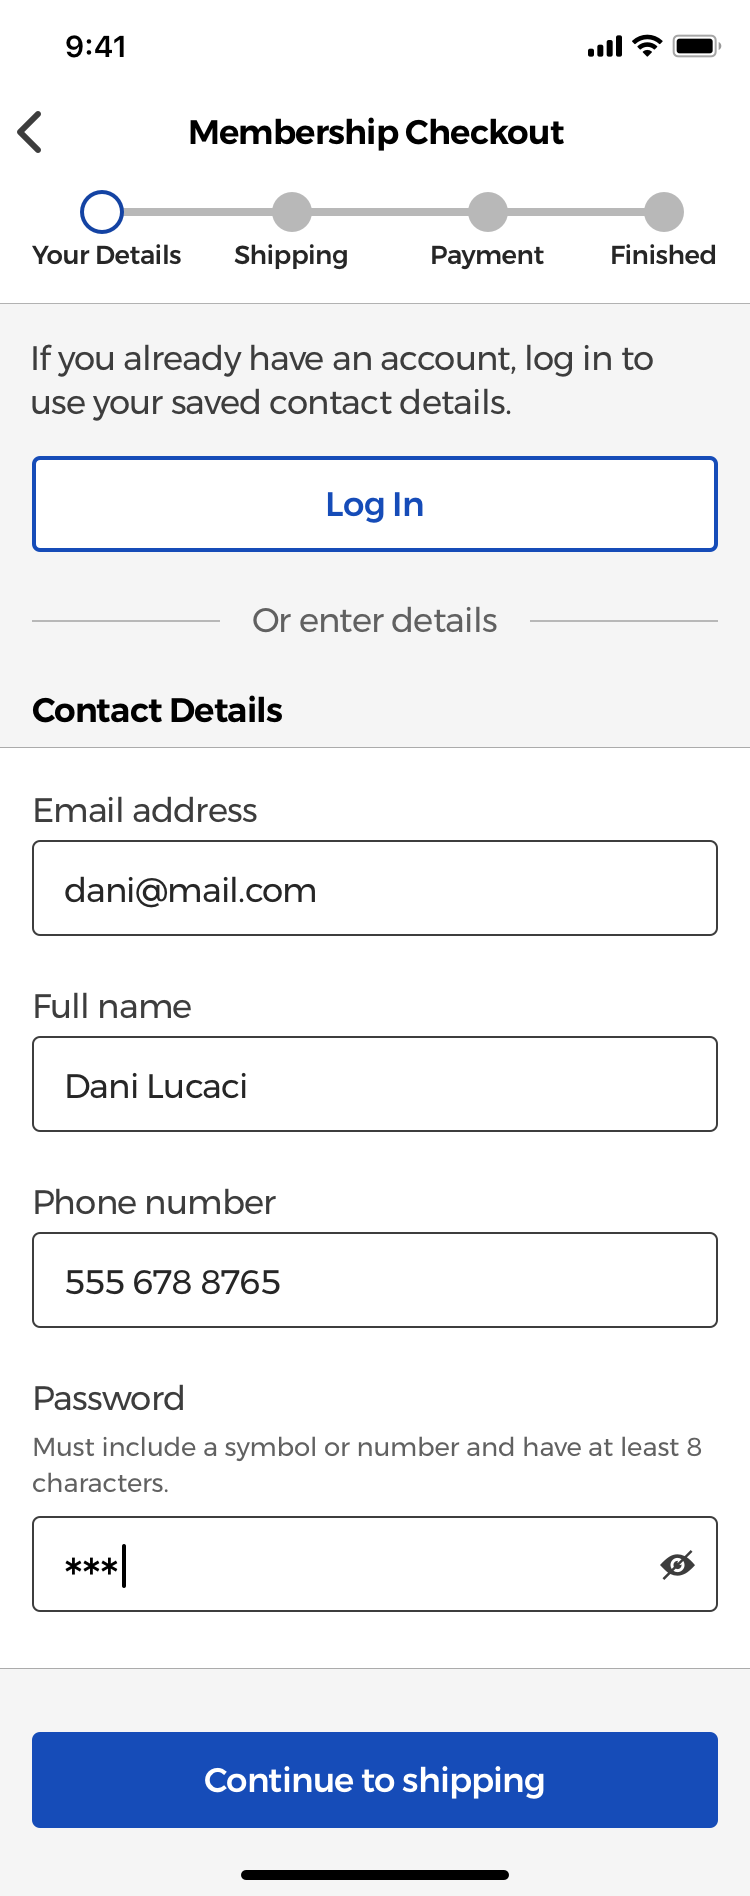 9:41
Membership Checkout
Your Details Shipping Payment Finished
If you already have an account, log in to
use your saved contact details.
Log In
Or enter details
Contact Details
Email address
dani@mail.com
Full name
Dani Lucaci
Phone number
555 678 8765
Password
Must include a symbol or number and have at least 8
characters.
***
Continue to shipping